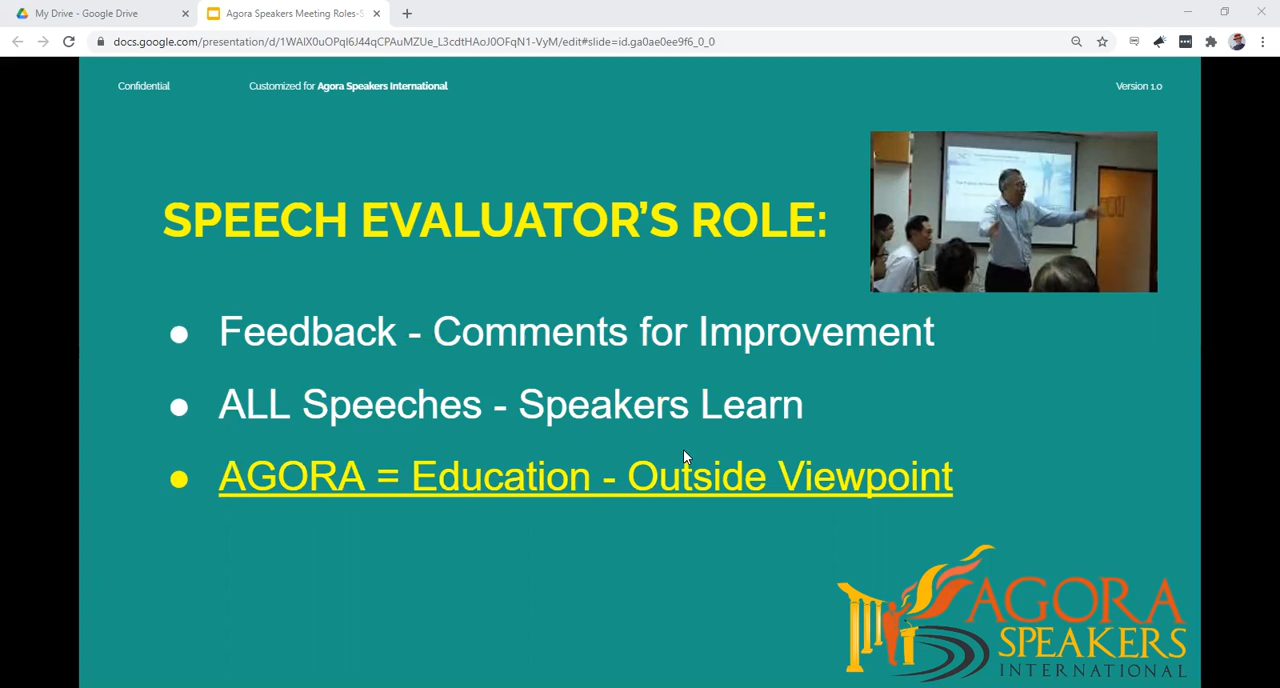 My Drive - Google Drive
Agora Speakers Meeting Roles-S
docs.google.com/presentation/d/1WAlX0uOPql6J44qCPAuMZUe_L3cdtHAoJ0OFqN1-VyM/edit#slide=id.ga0ae0ee9f6_0_0
Confidential
Customized for Agora Speakers International
Version 1.0
SPEECH EVALUATOR'S ROLE:
● Feedback - Comments for Improvement
● ALL Speeches - Speakers Learn
● AGORA = Education - Outside Viewpoint
AGORA
SPEAKERS
INTERNATIONAL